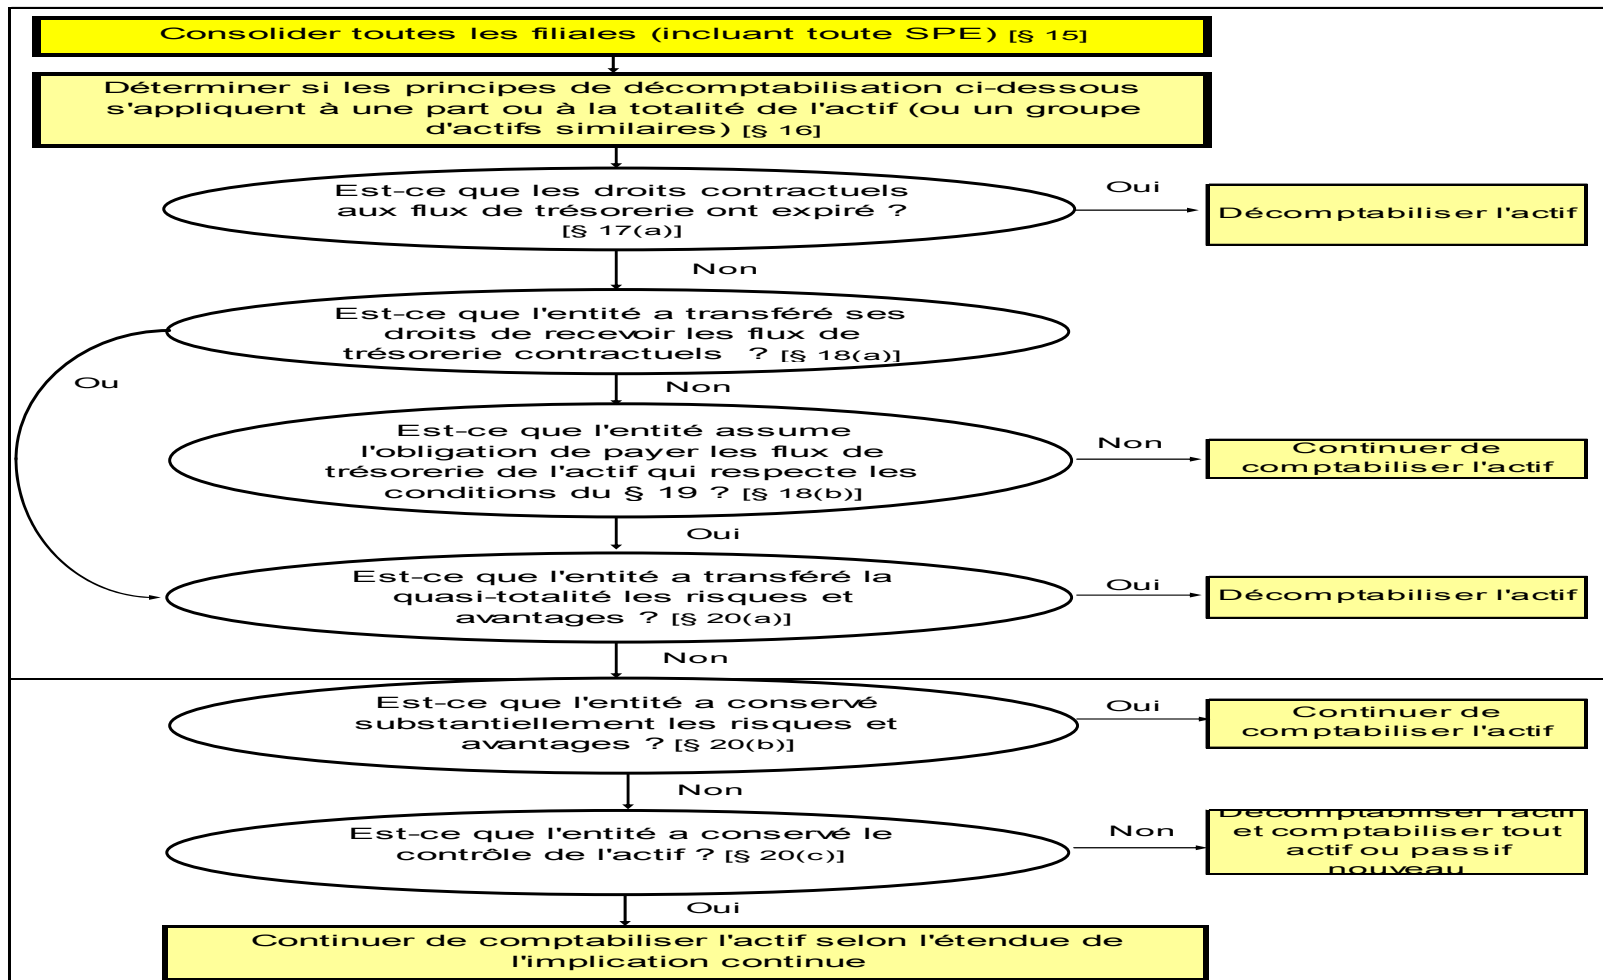 Consolider toutes les filiales (incluant toute SPE) [§ 15]
Déterminer si les principes de décomptabilisation ci-dessous
s'appliquent à une part ou à la totalité de l'actif (ou un groupe
d'actifs similaires) [§ 16]
Est-ce que les droits contractuels
aux flux de trésorerie ont expiré ?
[§ 17(a)]
Oui
Décomptabiliser l'actif
Non
Est-ce que l'entité a transféré ses
droits de recevoir les flux de
trésorerie contractuels ? [§ 18(a)]
Ou
Non
Est-ce que l'entité assume
l'obligation de payer les flux de
trésorerie de l'actif qui respecte les
conditions du § 19 ? [§ 18(b)]
Non
Continuer de
comptabiliser l'actif
Oui
Est-ce que l'entité a transféré la
quasi-totalité les risques et
avantages ? [§ 20(a)]
Oui
Décomptabiliser l'actif
Non
Est-ce que l'entité a conservé
substantiellement les risques et
avantages ? [§ 20(b)]
Oui
Continuer de
comptabiliser l'actif
Non
Est-ce que l'entité a conservé le
contrôle de l'actif ? [§ 20(c)]
Non
Décomptabiliser l'actif
et comptabiliser tout
actif ou passif
nouveau
Oui
Continuer de comptabiliser l'actif selon l'étendue de
l'implication continue